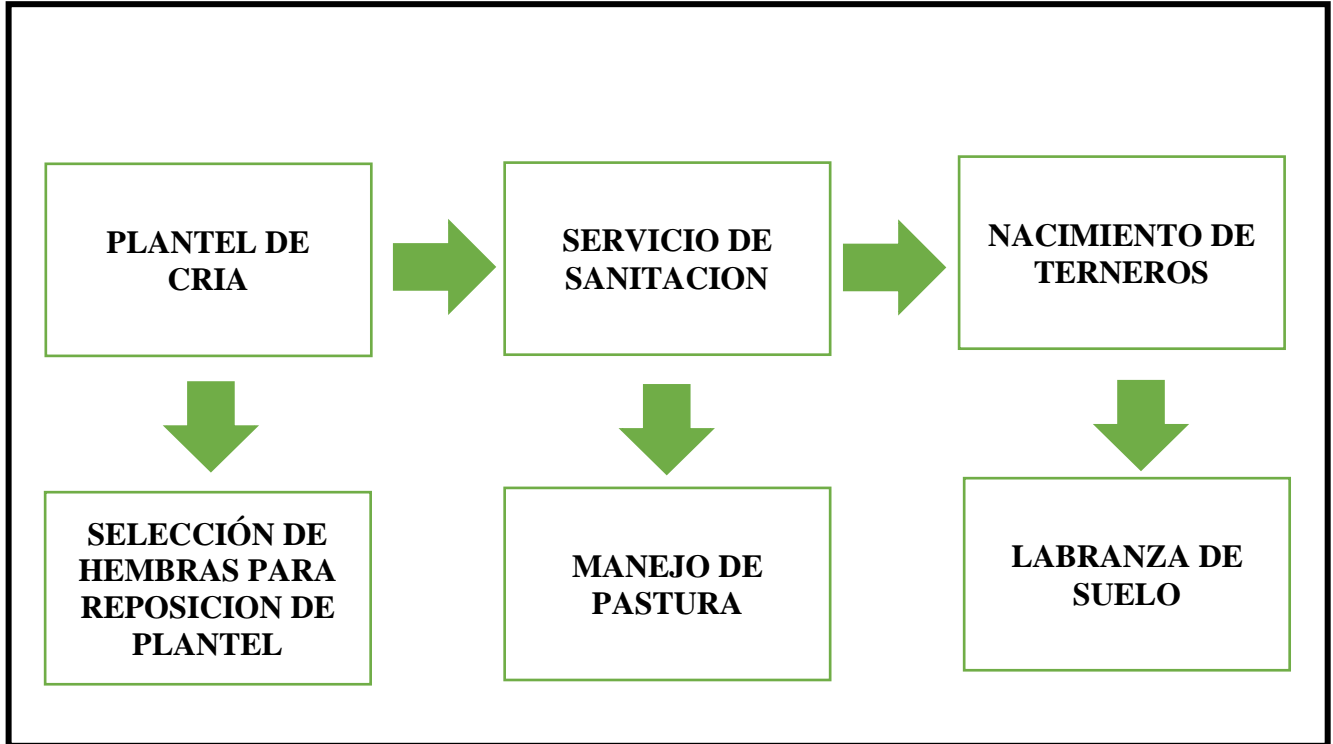 PLANTEL DE
CRIA
SERVICIO DE
SANITACION
NACIMIENTO DE
TERNEROS
SELECCIÓN DE
HEMBRAS PARA
REPOSICION DE
PLANTEL
MANEJO DE
PASTURA
LABRANZA DE
SUELO